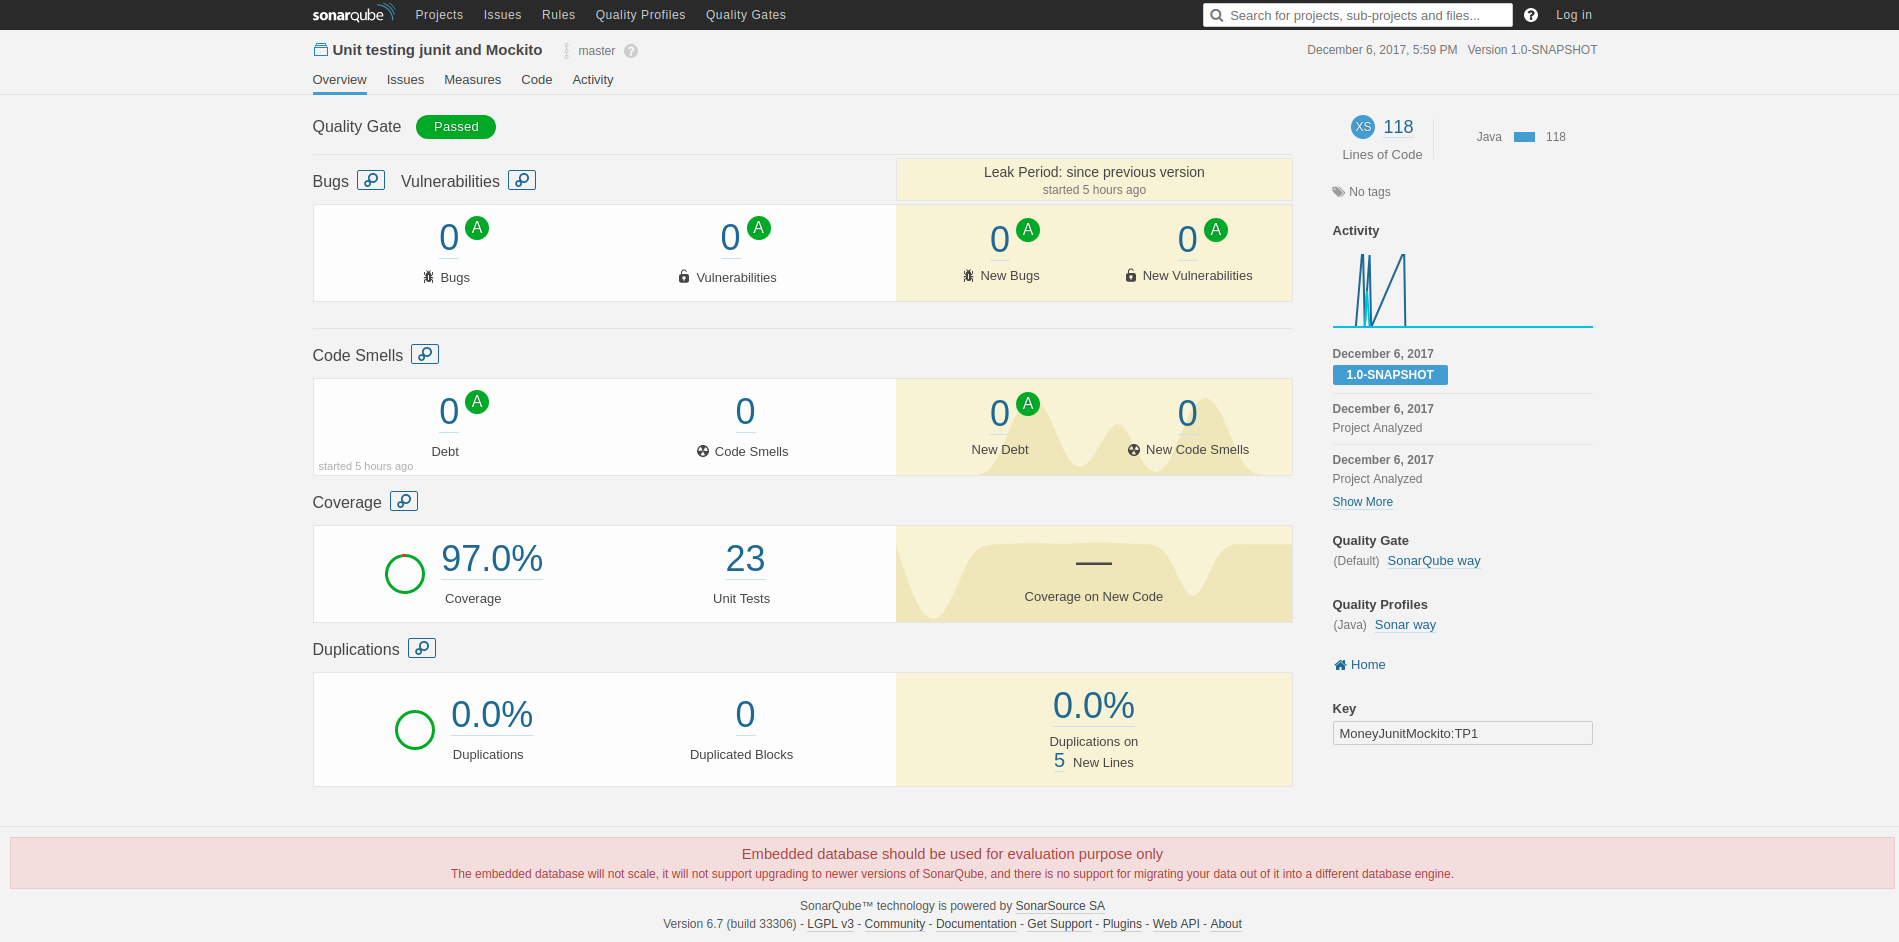 sonarqube Projects Issues Rules Quality Profiles Quality Gates Search for projects, sub-projects and files... ? Log in
Unit testing junit and Mockito master ? December 6, 2017, 5:59 PM Version 1.0-SNAPSHOT
Overview Issues Measures Code Activity
Quality Gate Passed
Leak Period: since previous version
started 5 hours ago
Bugs Vulnerabilities
0 A 0 A 0 A 0 A
Bugs Vulnerabilities New Bugs New Vulnerabilities
Code Smells
0 A 0 0 A 0
Debt Code Smells New Debt New Code Smells
started 5 hours ago
Coverage
97.0% 23 —
Coverage Unit Tests Coverage on New Code
Duplications
0.0% 0 0.0%
Duplications Duplicated Blocks Duplications on
5 New Lines
XS 118 Java 118
Lines of Code
No tags
Activity
December 6, 2017
1.0-SNAPSHOT
December 6, 2017
Project Analyzed
December 6, 2017
Project Analyzed
Show More
Quality Gate
(Default) SonarQube way
Quality Profiles
(Java) Sonar way
Home
Key
MoneyJunitMockito:TP1
Embedded database should be used for evaluation purpose only
The embedded database will not scale, it will not support upgrading to newer versions of SonarQube, and there is no support for migrating your data out of it into a different database engine.
SonarQube™ technology is powered by SonarSource SA
Version 6.7 (build 33306) - LGPL v3 - Community - Documentation - Get Support - Plugins - Web API - About